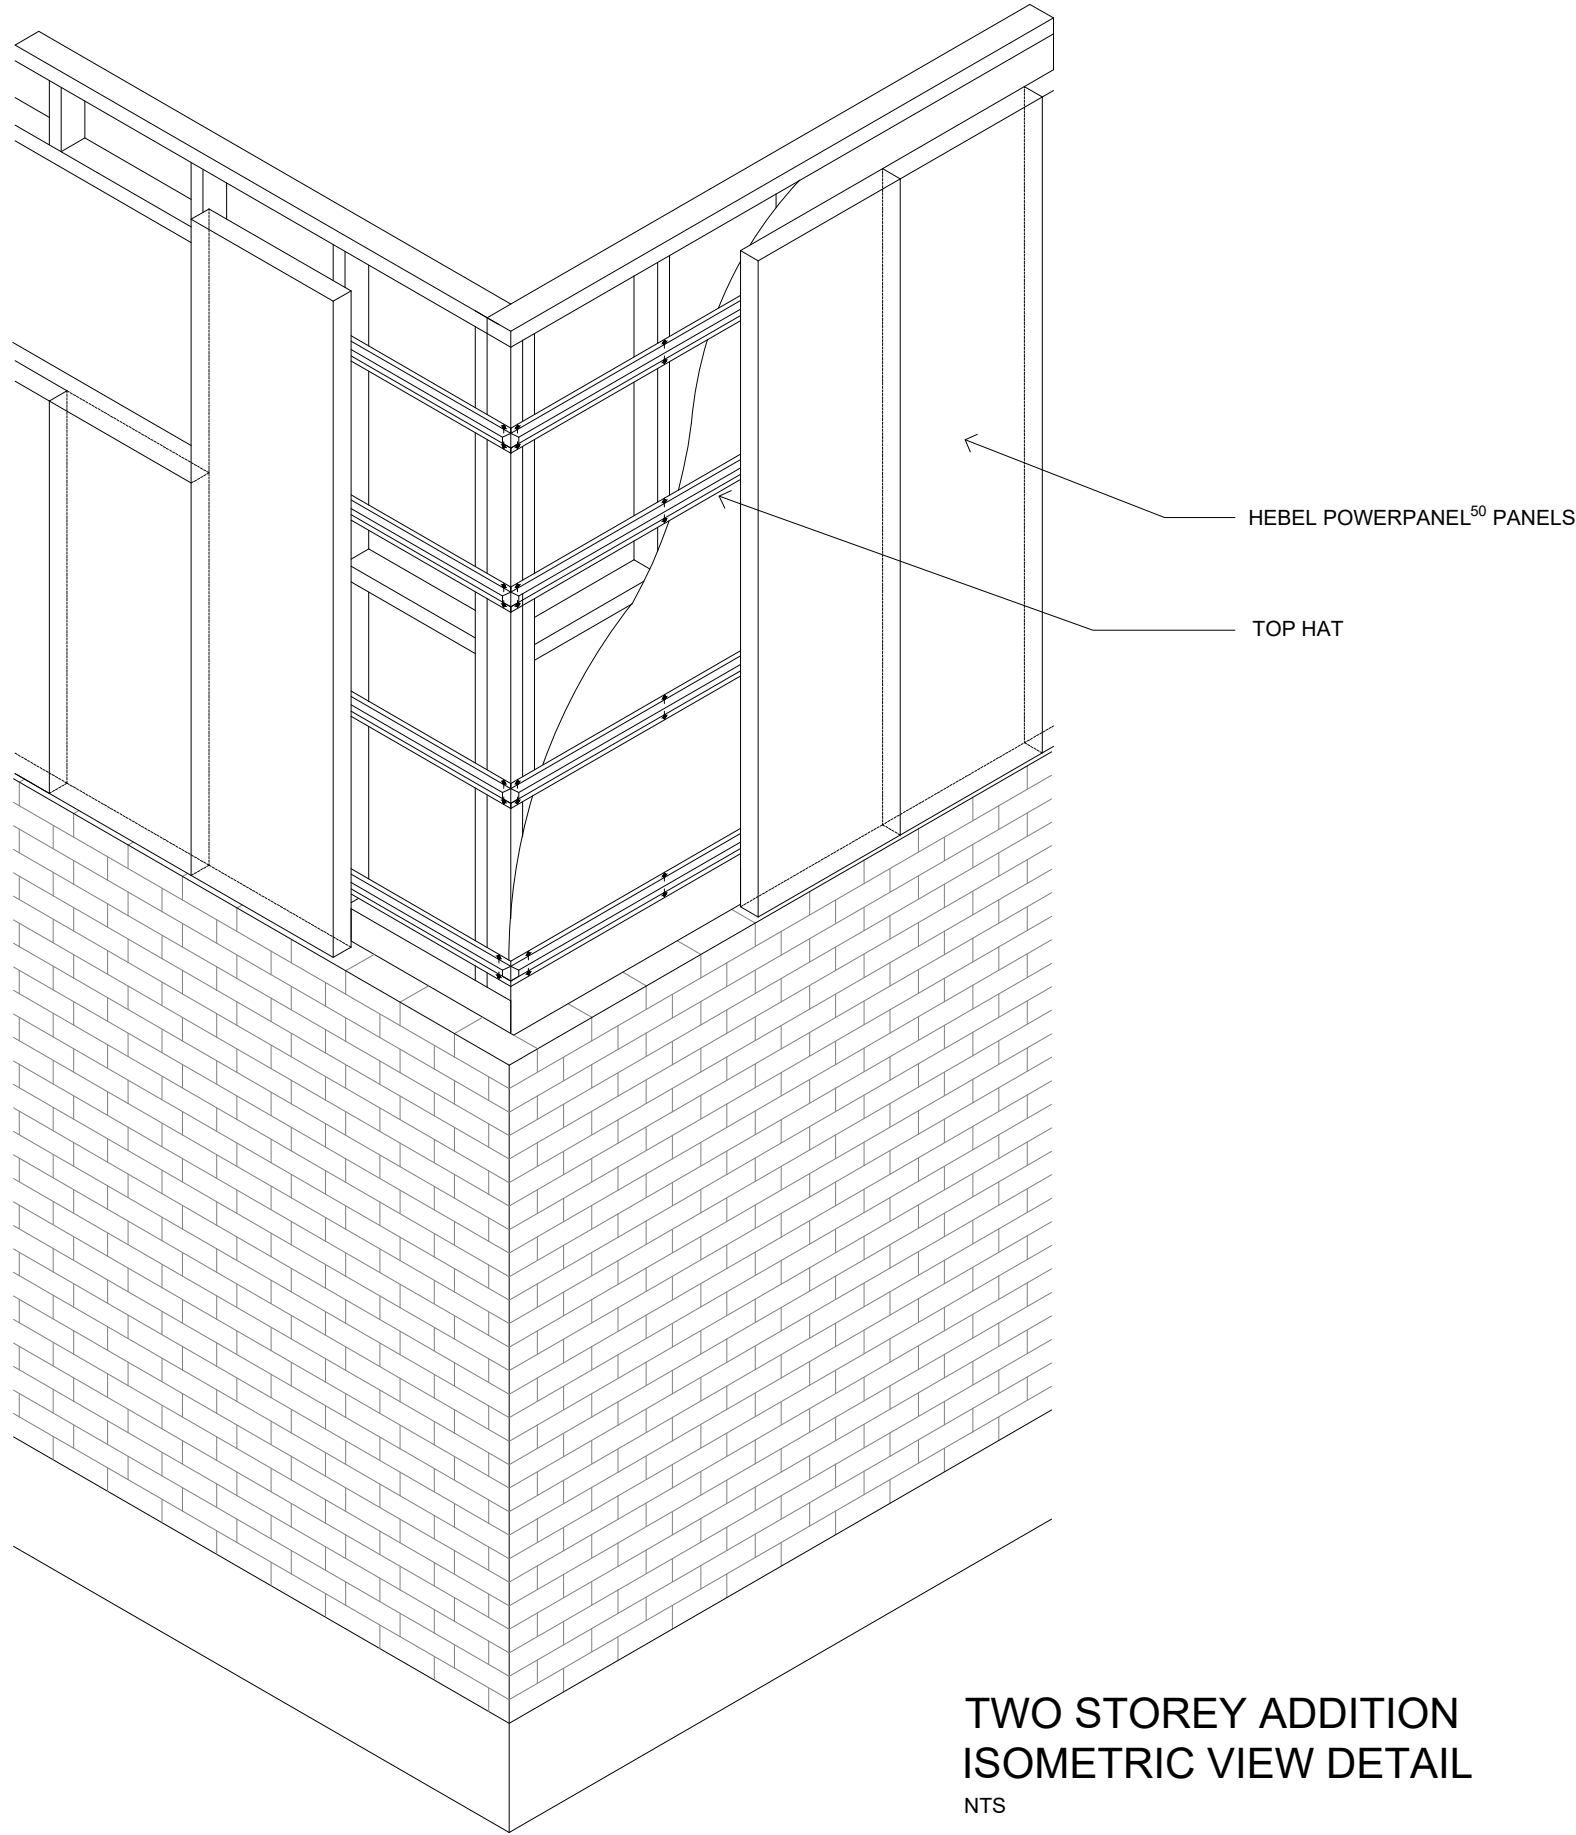 HEBEL POWERPANEL⁵⁰ PANELS
TOP HAT
TWO STOREY ADDITION
ISOMETRIC VIEW DETAIL
NTS